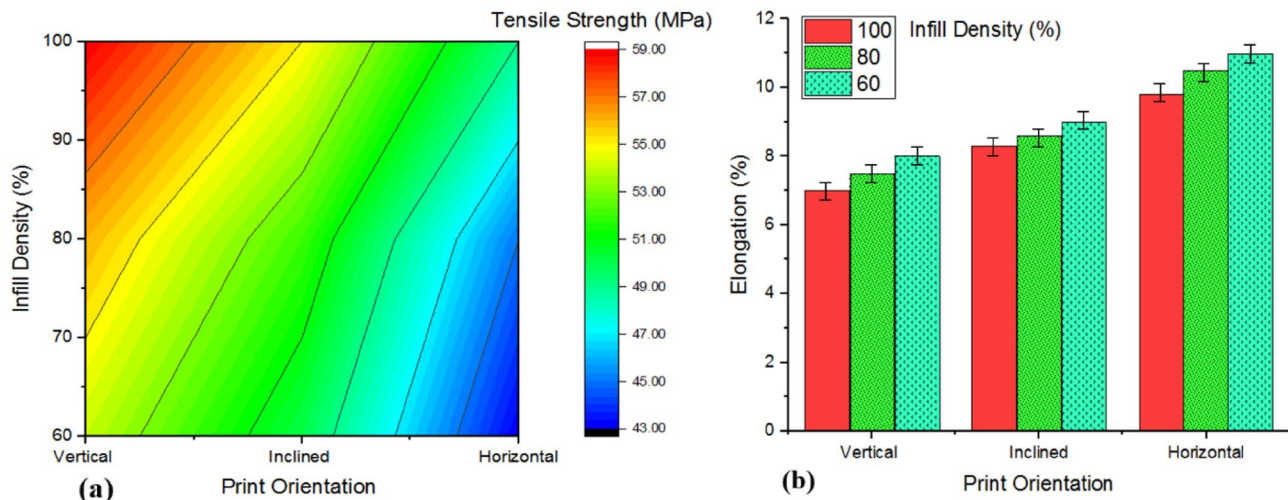 Tensile Strength (MPa)
100
90
80
70
60
Infill Density (%)
Vertical
Inclined
Horizontal
Print Orientation
(a)
59.00
57.00
55.00
53.00
51.00
49.00
47.00
45.00
43.00
12
10
8
6
4
2
0
Elongation (%)
100
80
60
Infill Density (%)
Vertical
Inclined
Horizontal
Print Orientation
(b)